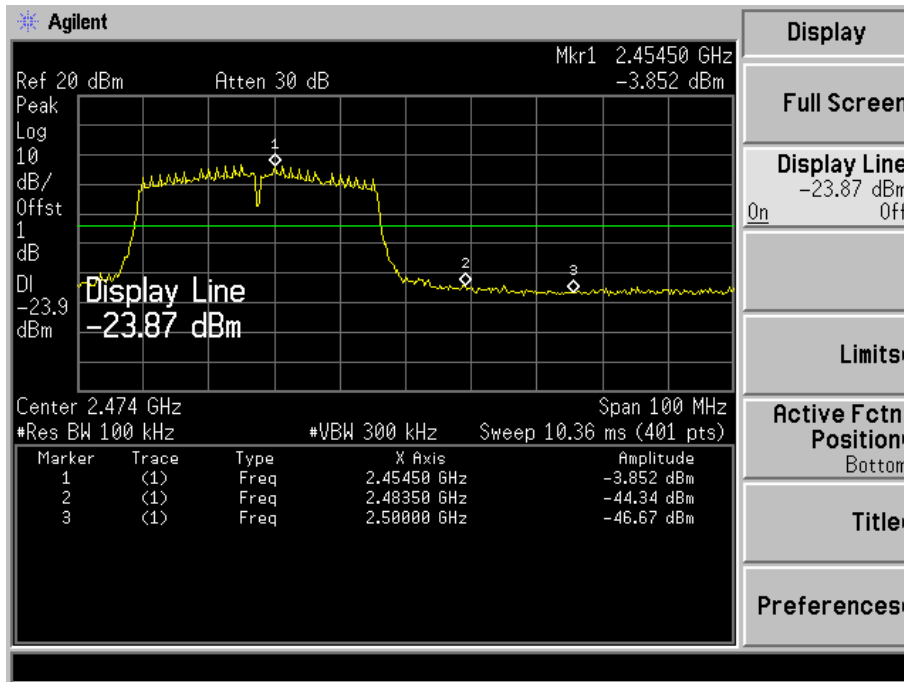 Agilent
Display
Mkr1 2.45450 GHz
Ref 20 dBm Atten 30 dB -3.852 dBm
Peak
Log
10
dB/
Offst
1
dB
DI
-23.9
dBm
1
2
3
Display Line
-23.87 dBm
Center 2.474 GHz Span 100 MHz
#Res BW 100 kHz #VBW 300 kHz Sweep 10.36 ms (401 pts)
Marker Trace Type X Axis Amplitude
1 (1) Freq 2.45450 GHz -3.852 dBm
2 (1) Freq 2.48350 GHz -44.34 dBm
3 (1) Freq 2.50000 GHz -46.67 dBm
Full Screen
Display Line
-23.87 dBm
On Off
Limits
Active Fctn
Position
Bottom
Title
Preferences